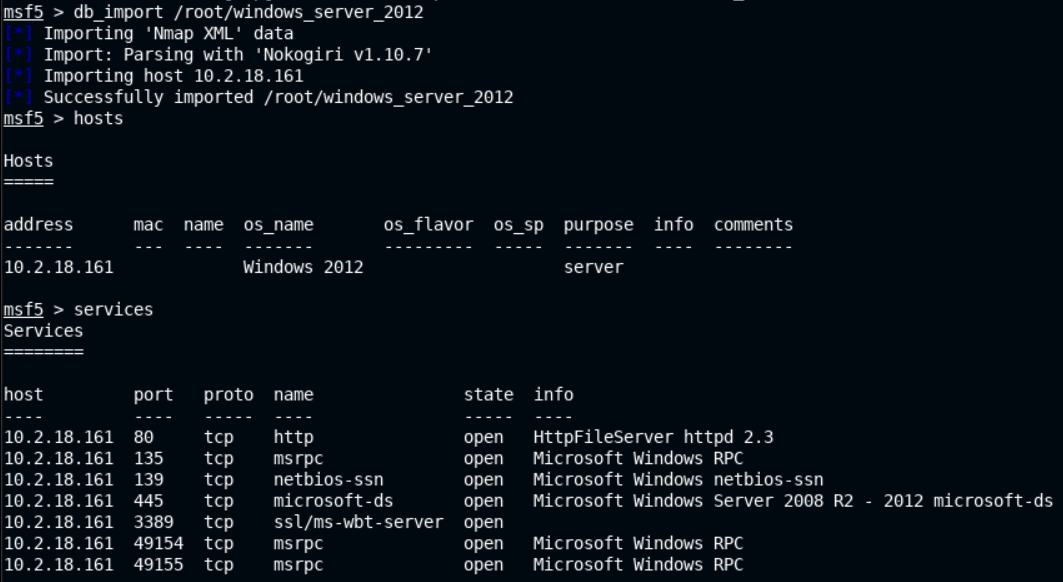 msf5 > db_import /root/windows_server_2012
[*] Importing 'Nmap XML' data
[*] Import: Parsing with 'Nokogiri v1.10.7'
[*] Importing host 10.2.18.161
[*] Successfully imported /root/windows_server_2012
msf5 > hosts
Hosts
=====
address      mac  name  os_name       os_flavor  os_sp  purpose  info  comments
-------      ---  ----  -------       ---------  -----  -------  ----  --------
10.2.18.161             Windows 2012                    server
msf5 > services
Services
========
host         port   proto  name               state  info
----         ----   -----  ----               -----  ----
10.2.18.161  80     tcp    http               open   HttpFileServer httpd 2.3
10.2.18.161  135    tcp    msrpc              open   Microsoft Windows RPC
10.2.18.161  139    tcp    netbios-ssn        open   Microsoft Windows netbios-ssn
10.2.18.161  445    tcp    microsoft-ds       open   Microsoft Windows Server 2008 R2 - 2012 microsoft-ds
10.2.18.161  3389   tcp    ssl/ms-wbt-server  open
10.2.18.161  49154  tcp    msrpc              open   Microsoft Windows RPC
10.2.18.161  49155  tcp    msrpc              open   Microsoft Windows RPC